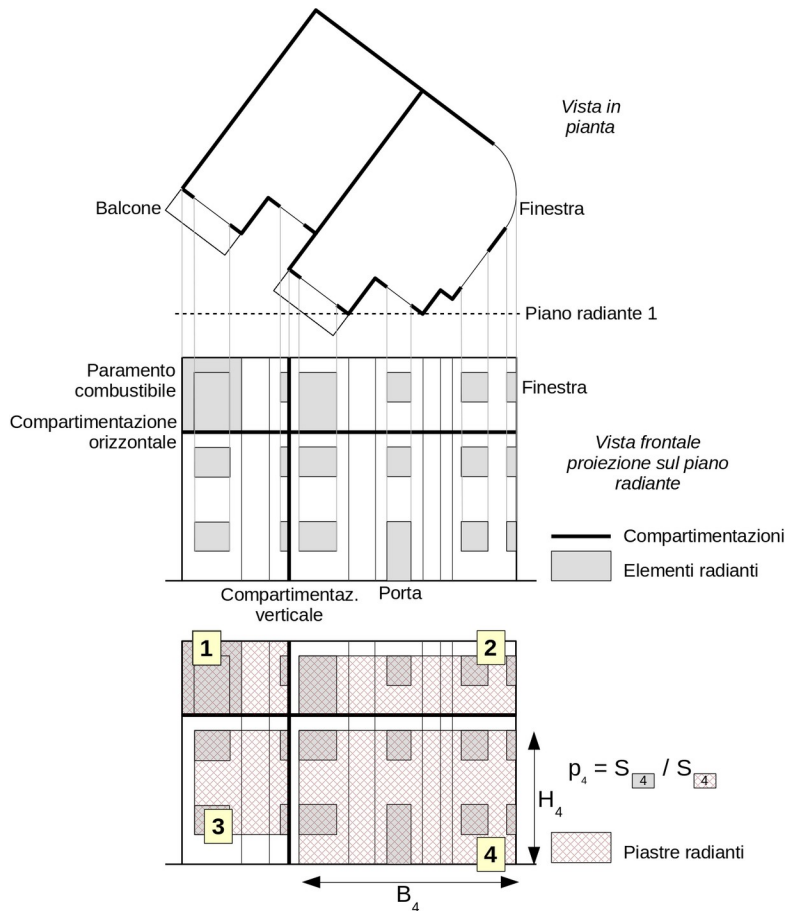 Vista in
pianta
Balcone
Finestra
Piano radiante 1
Paramento
combustibile
Finestra
Compartimentazione
orizzontale
Vista frontale
proiezione sul piano
radiante
Compartimentazioni
Elementi radianti
Compartimentaz.
verticale
Porta
1
2
p4 = S4 / S4
H4
3
Piastre radianti
4
B4